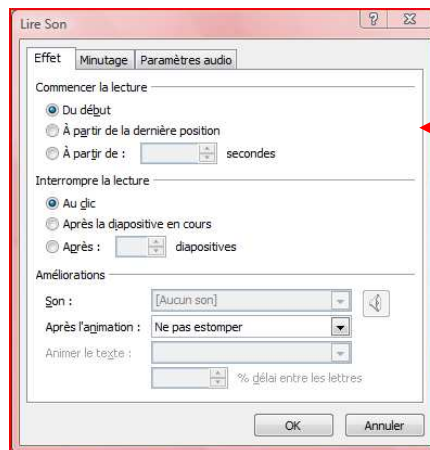 Lire Son
Effet Minutage Paramètres audio
Commencer la lecture
Du début
À partir de la dernière position
À partir de : secondes
Interrompre la lecture
Au clic
Après la diapositive en cours
Après : diapositives
Améliorations
Son : [Aucun son]
Après l'animation : Ne pas estomper
Animer le texte :
% délai entre les lettres
OK Annuler